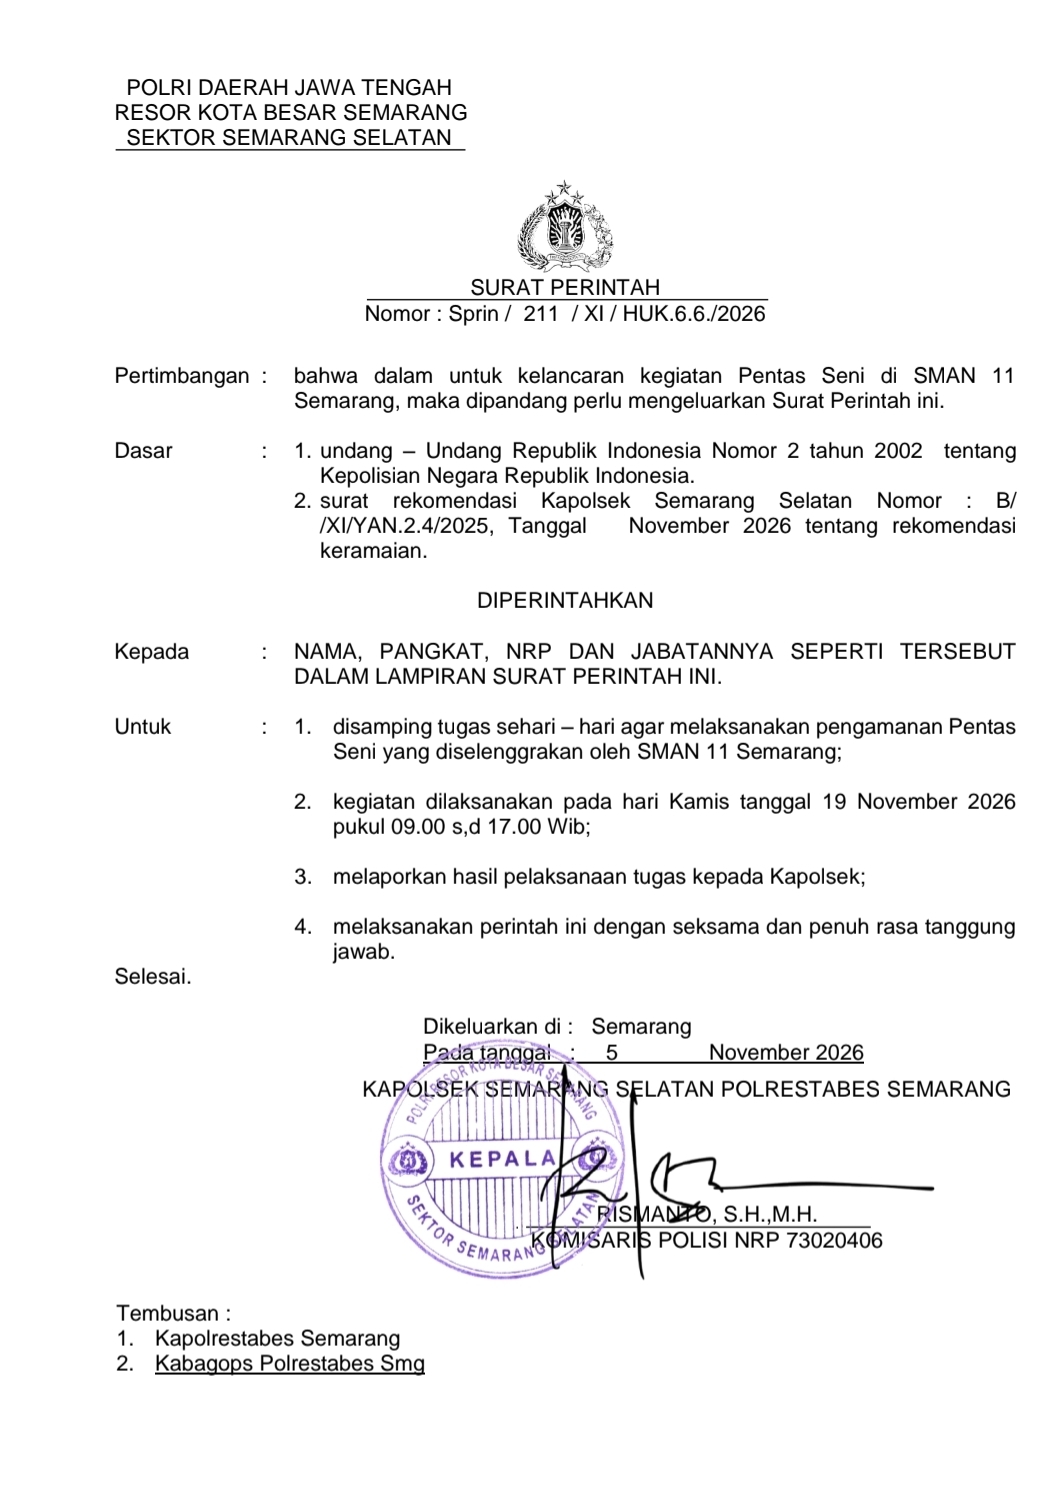 POLRI DAERAH JAWA TENGAH
RESOR KOTA BESAR SEMARANG
SEKTOR SEMARANG SELATAN
SURAT PERINTAH
Nomor : Sprin / 211 / XI / HUK.6.6./2026
Pertimbangan : bahwa dalam untuk kelancaran kegiatan Pentas Seni di SMAN 11
Semarang, maka dipandang perlu mengeluarkan Surat Perintah ini.
Dasar : 1. undang – Undang Republik Indonesia Nomor 2 tahun 2002 tentang
Kepolisian Negara Republik Indonesia.
2. surat rekomendasi Kapolsek Semarang Selatan Nomor : B/
/XI/YAN.2.4/2025, Tanggal November 2026 tentang rekomendasi
keramaian.
DIPERINTAHKAN
Kepada : NAMA, PANGKAT, NRP DAN JABATANNYA SEPERTI TERSEBUT
DALAM LAMPIRAN SURAT PERINTAH INI.
Untuk : 1. disamping tugas sehari – hari agar melaksanakan pengamanan Pentas
Seni yang diselenggrakan oleh SMAN 11 Semarang;
2. kegiatan dilaksanakan pada hari Kamis tanggal 19 November 2026
pukul 09.00 s,d 17.00 Wib;
3. melaporkan hasil pelaksanaan tugas kepada Kapolsek;
4. melaksanakan perintah ini dengan seksama dan penuh rasa tanggung
jawab.
Selesai.
Dikeluarkan di : Semarang
Pada tanggal : 5 November 2026
KAPOLSEK SEMARANG SELATAN POLRESTABES SEMARANG
POLRI RESOR KOTA BESAR SEMARANG
KEPALA
SEKTOR SEMARANG SELATAN
RISMANTO, S.H.,M.H.
KOMISARIS POLISI NRP 73020406
Tembusan :
1. Kapolrestabes Semarang
2. Kabagops Polrestabes Smg